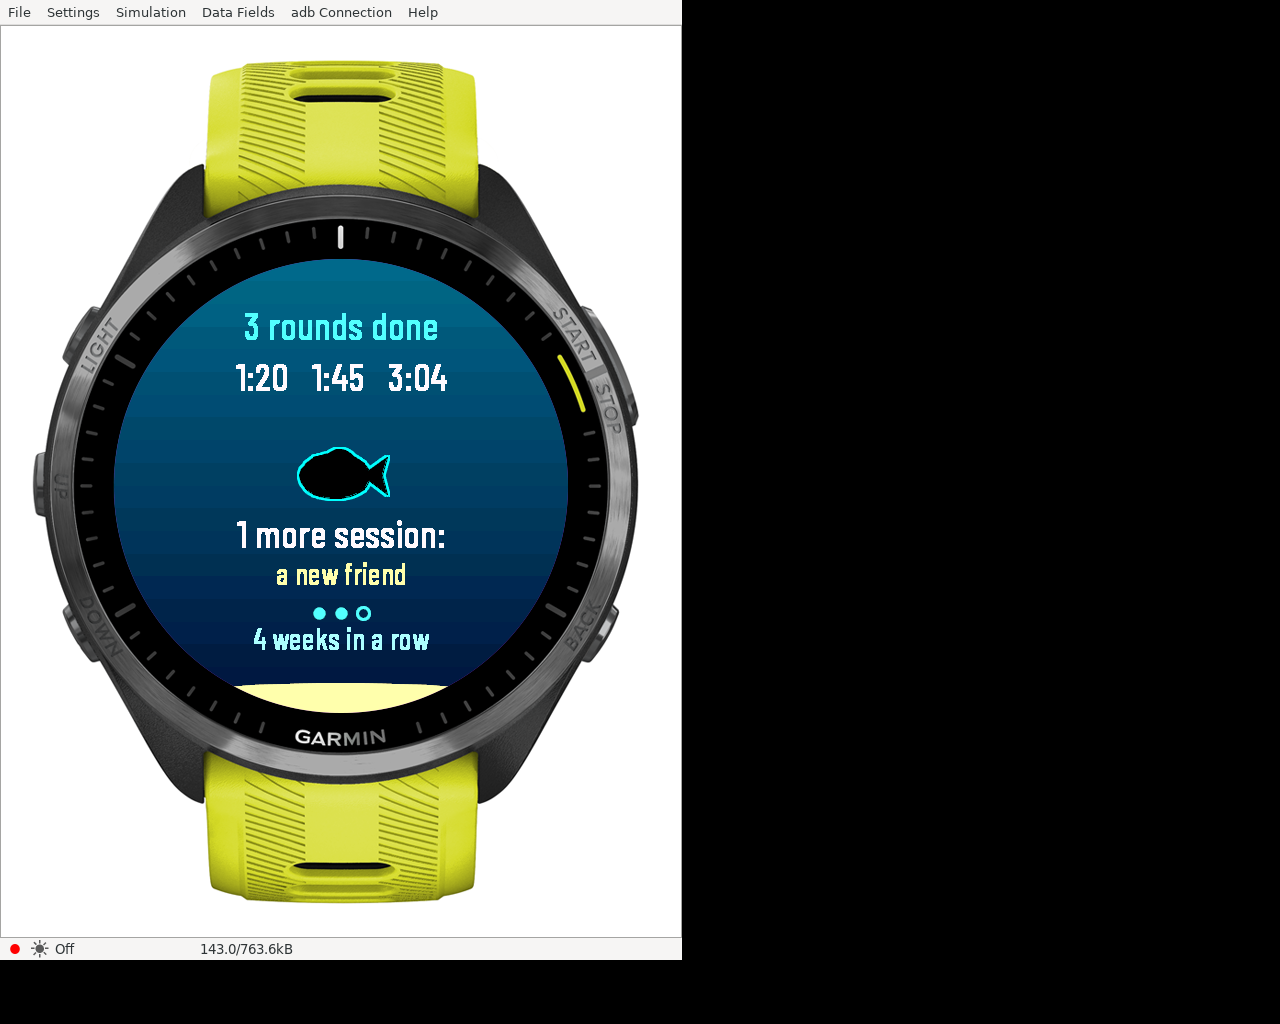 File Settings Simulation Data Fields adb Connection Help
LIGHT
START
STOP
3 rounds done
1:20 1:45 3:04
UP
1 more session:
a new friend
4 weeks in a row
DOWN
BACK
GARMIN
Off 143.0/763.6kB